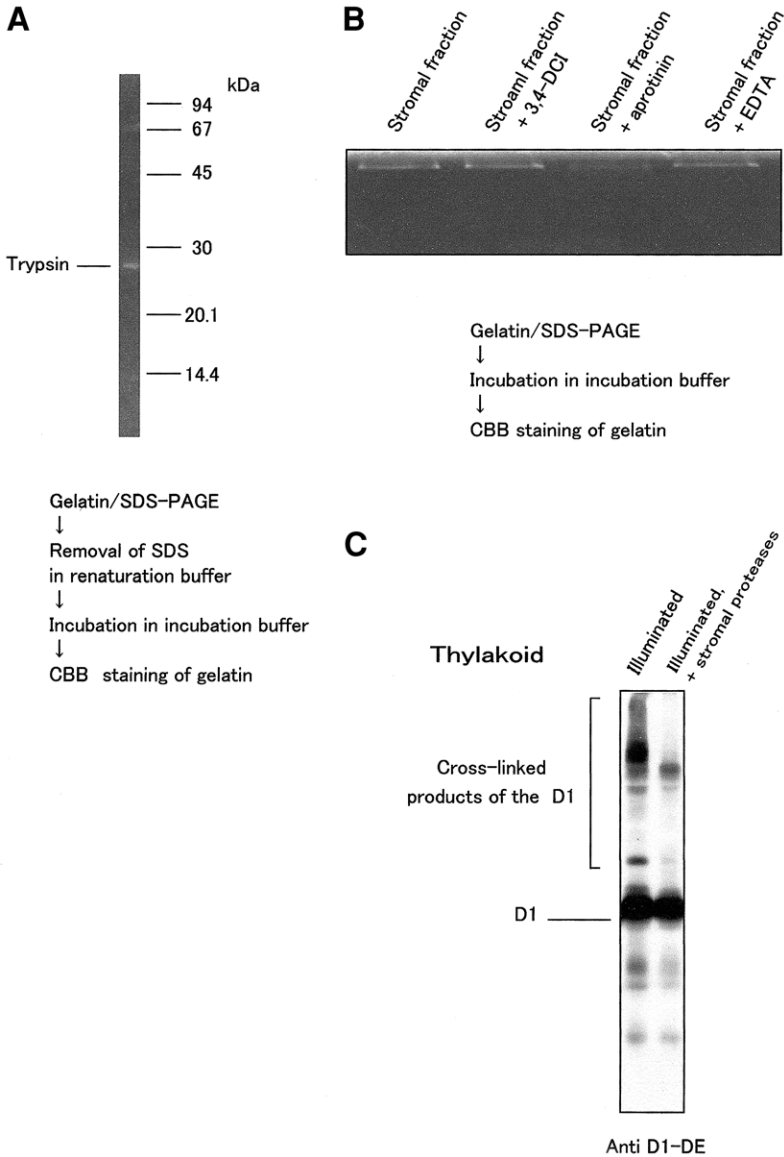 A
kDa
94
67
45
30
20.1
14.4
Trypsin
Gelatin/SDS-PAGE
↓
Removal of SDS
in renaturation buffer
↓
Incubation in incubation buffer
↓
CBB staining of gelatin
B
Stromal fraction
Stroaml fraction
+ 3,4-DCI
Stromal fraction
+ aprotinin
Stromal fraction
+ EDTA
Gelatin/SDS-PAGE
↓
Incubation in incubation buffer
↓
CBB staining of gelatin
C
Thylakoid
Illuminated
Illuminated,
+ stromal proteases
Cross-linked
products of the D1
D1
Anti D1-DE